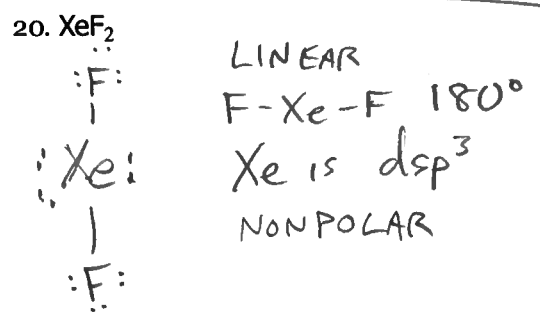 20. XeF₂
:F:
LINEAR
F-Xe-F 180°
:Xe:
Xe is dsp³
NONPOLAR
:F: